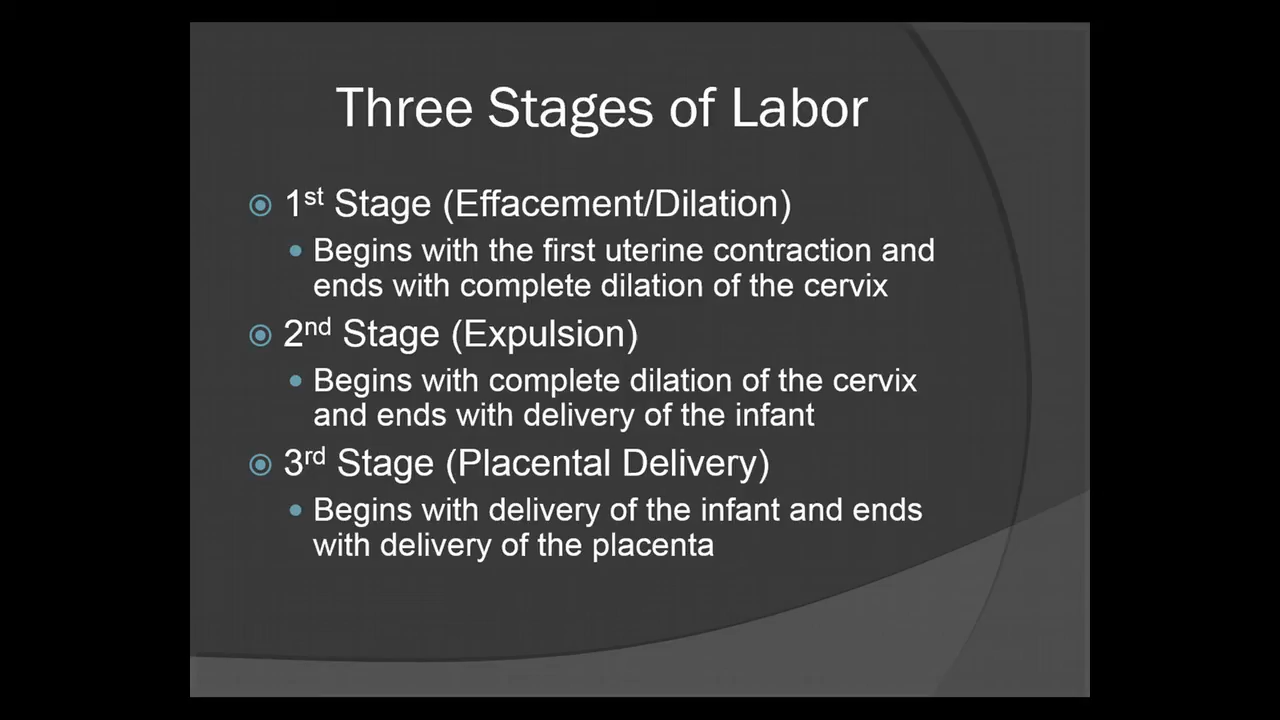 Three Stages of Labor
1st Stage (Effacement/Dilation)
Begins with the first uterine contraction and
ends with complete dilation of the cervix
2nd Stage (Expulsion)
Begins with complete dilation of the cervix
and ends with delivery of the infant
3rd Stage (Placental Delivery)
Begins with delivery of the infant and ends
with delivery of the placenta